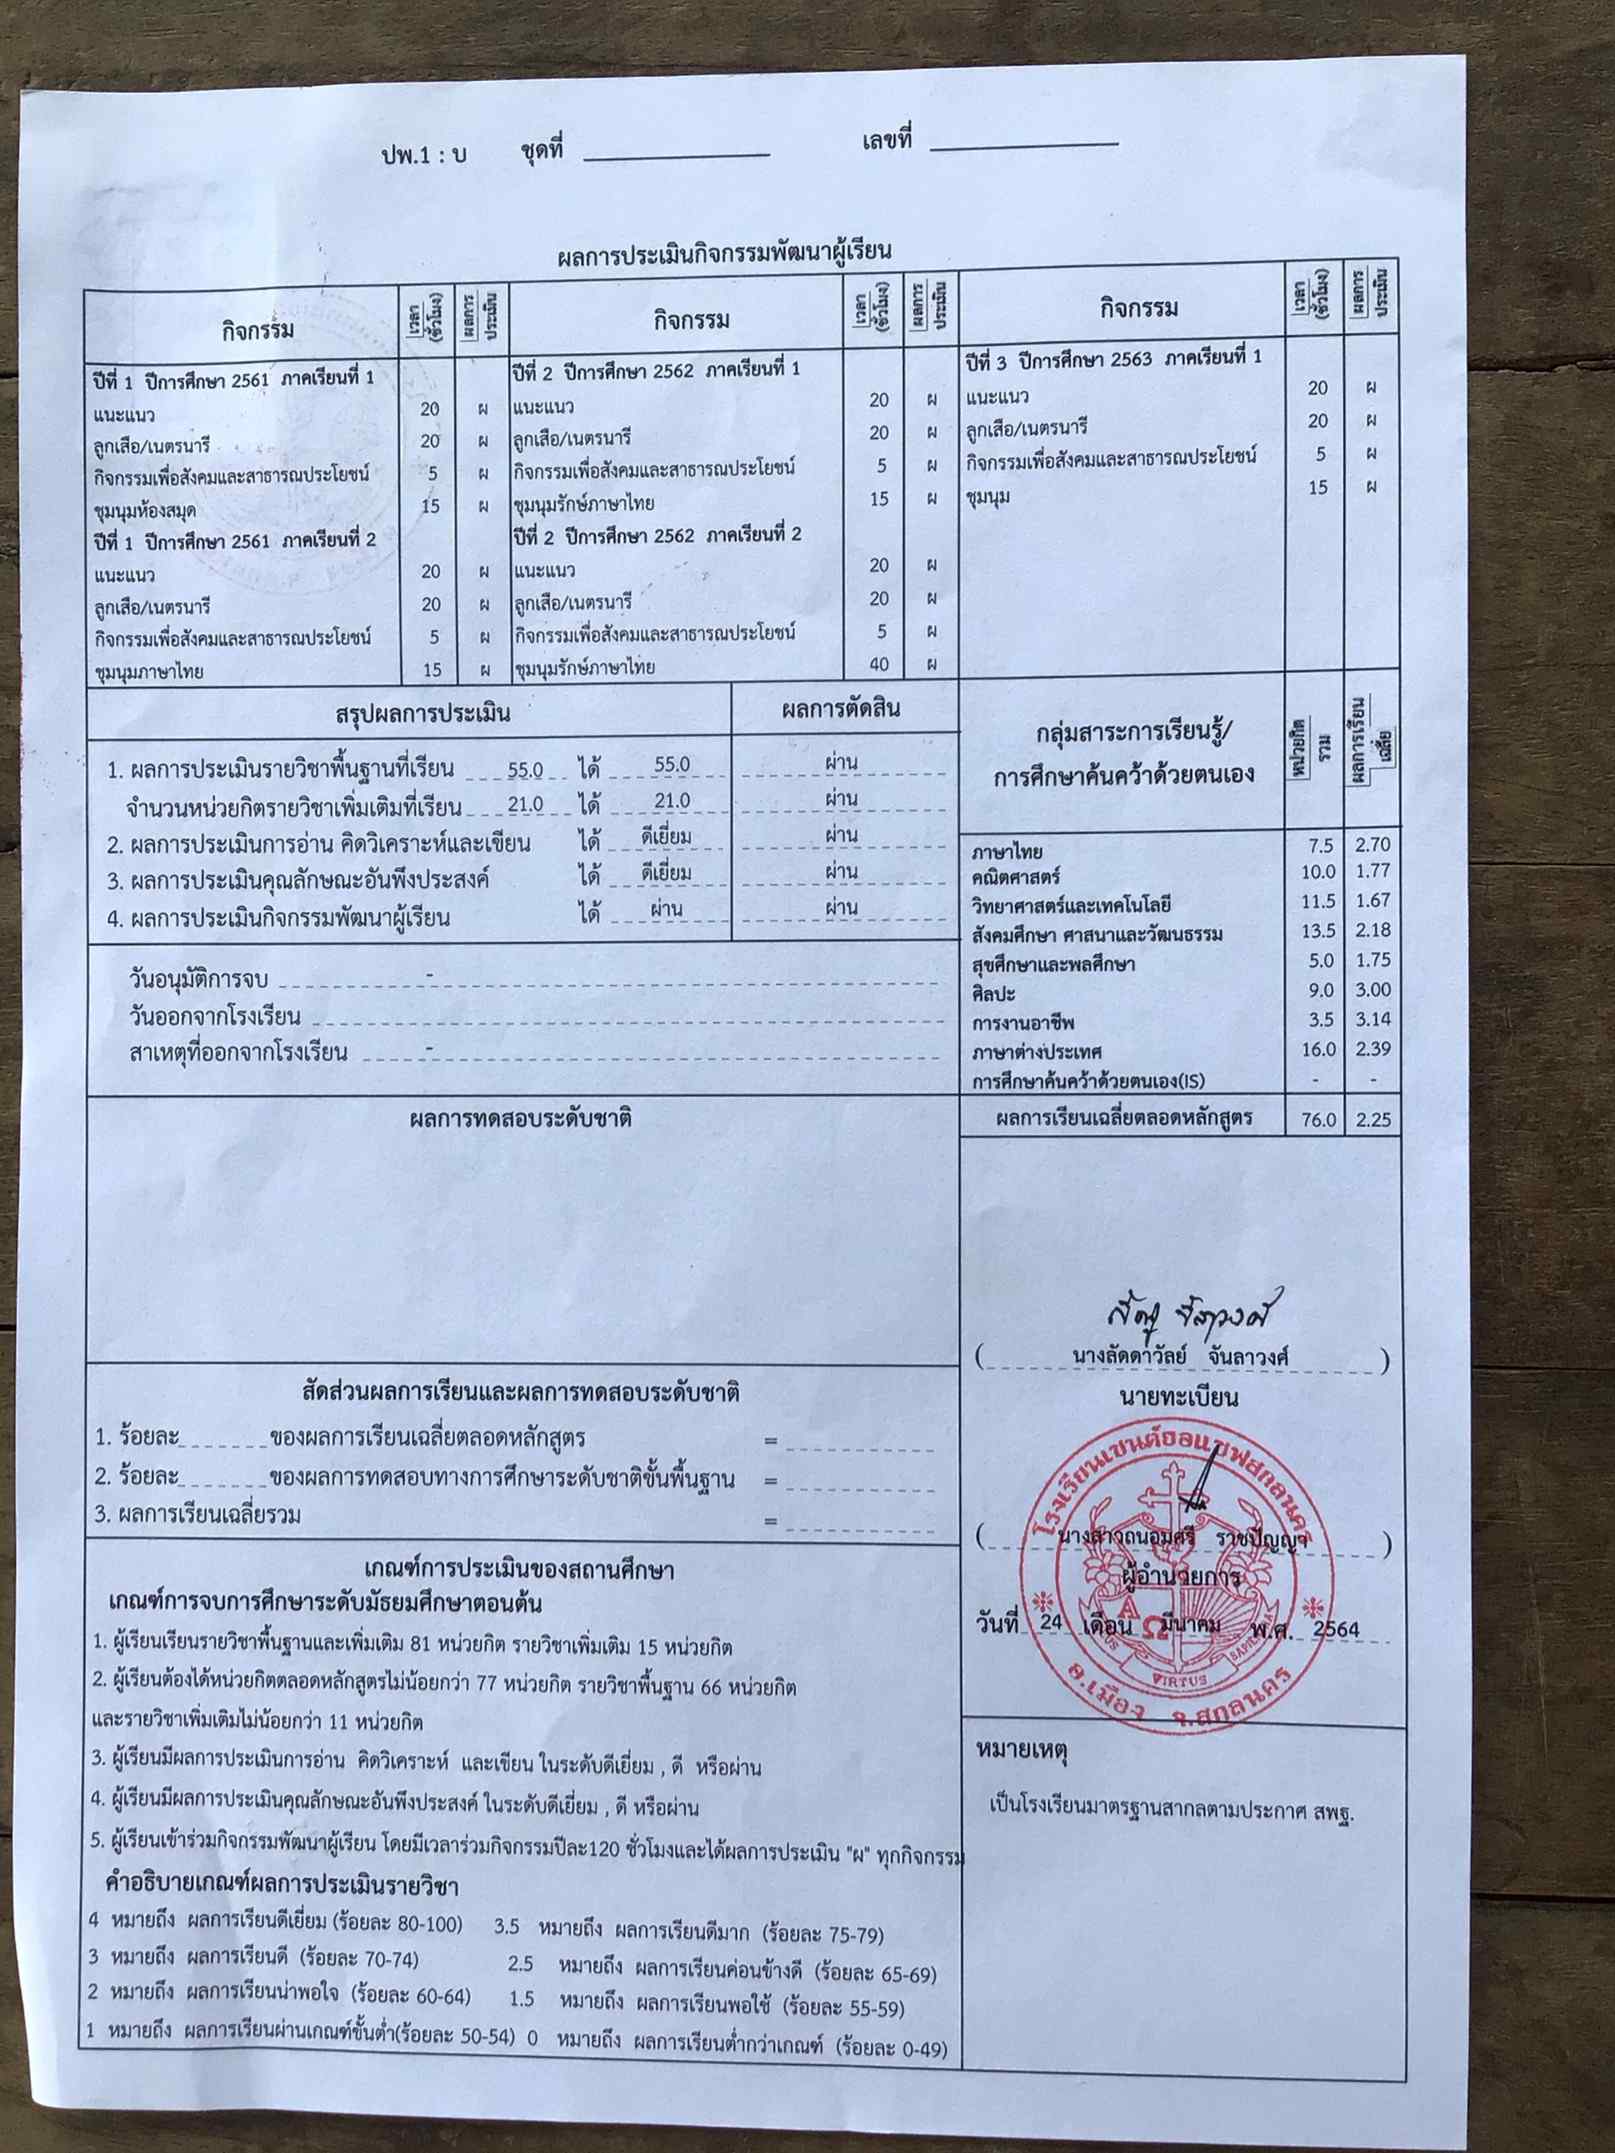 ปพ.1 : บ ชุดที่ เลขที่
ผลการประเมินกิจกรรมพัฒนาผู้เรียน
กิจกรรม เวลา (ชั่วโมง) ผลการประเมิน กิจกรรม เวลา (ชั่วโมง) ผลการประเมิน กิจกรรม เวลา (ชั่วโมง) ผลการประเมิน
ปีที่ 1 ปีการศึกษา 2561 ภาคเรียนที่ 1
แนะแนว 20 ผ
ลูกเสือ/เนตรนารี 20 ผ
กิจกรรมเพื่อสังคมและสาธารณประโยชน์ 5 ผ
ชุมนุมห้องสมุด 15 ผ
ปีที่ 1 ปีการศึกษา 2561 ภาคเรียนที่ 2
แนะแนว 20 ผ
ลูกเสือ/เนตรนารี 20 ผ
กิจกรรมเพื่อสังคมและสาธารณประโยชน์ 5 ผ
ชุมนุมภาษาไทย 15 ผ
ปีที่ 2 ปีการศึกษา 2562 ภาคเรียนที่ 1
แนะแนว 20 ผ
ลูกเสือ/เนตรนารี 20 ผ
กิจกรรมเพื่อสังคมและสาธารณประโยชน์ 5 ผ
ชุมนุมรักษ์ภาษาไทย 15 ผ
ปีที่ 2 ปีการศึกษา 2562 ภาคเรียนที่ 2
แนะแนว 20 ผ
ลูกเสือ/เนตรนารี 20 ผ
กิจกรรมเพื่อสังคมและสาธารณประโยชน์ 5 ผ
ชุมนุมรักษ์ภาษาไทย 40 ผ
ปีที่ 3 ปีการศึกษา 2563 ภาคเรียนที่ 1
แนะแนว 20 ผ
ลูกเสือ/เนตรนารี 20 ผ
กิจกรรมเพื่อสังคมและสาธารณประโยชน์ 5 ผ
ชุมนุม 15 ผ
สรุปผลการประเมิน ผลการตัดสิน
1. ผลการประเมินรายวิชาพื้นฐานที่เรียน 55.0 ได้ 55.0 ผ่าน
จำนวนหน่วยกิตรายวิชาเพิ่มเติมที่เรียน 21.0 ได้ 21.0 ผ่าน
2. ผลการประเมินการอ่าน คิดวิเคราะห์และเขียน ได้ ดีเยี่ยม ผ่าน
3. ผลการประเมินคุณลักษณะอันพึงประสงค์ ได้ ดีเยี่ยม ผ่าน
4. ผลการประเมินกิจกรรมพัฒนาผู้เรียน ได้ ผ่าน ผ่าน
วันอนุมัติการจบ -
วันออกจากโรงเรียน
สาเหตุที่ออกจากโรงเรียน -
กลุ่มสาระการเรียนรู้/ หน่วยกิตรวม ผลการเรียนเฉลี่ย
การศึกษาค้นคว้าด้วยตนเอง
ภาษาไทย 7.5 2.70
คณิตศาสตร์ 10.0 1.77
วิทยาศาสตร์และเทคโนโลยี 11.5 1.67
สังคมศึกษา ศาสนาและวัฒนธรรม 13.5 2.18
สุขศึกษาและพลศึกษา 5.0 1.75
ศิลปะ 9.0 3.00
การงานอาชีพ 3.5 3.14
ภาษาต่างประเทศ 16.0 2.39
การศึกษาค้นคว้าด้วยตนเอง(IS) - -
ผลการเรียนเฉลี่ยตลอดหลักสูตร 76.0 2.25
ผลการทดสอบระดับชาติ
สัดส่วนผลการเรียนและผลการทดสอบระดับชาติ
1. ร้อยละ ของผลการเรียนเฉลี่ยตลอดหลักสูตร =
2. ร้อยละ ของผลการทดสอบทางการศึกษาระดับชาติขั้นพื้นฐาน =
3. ผลการเรียนเฉลี่ยรวม =
(นางลัดดาวัลย์ จันลาวงศ์)
นายทะเบียน
โรงเรียนเซนต์ยอแซฟสกลนคร
(นางสาวถนอมศรี ราชปัญญา)
ผู้อำนวยการ
วันที่ 24 เดือน มีนาคม พ.ศ. 2564
Α Ω
VIRTUS
อ.เมือง จ.สกลนคร
เกณฑ์การประเมินของสถานศึกษา
เกณฑ์การจบการศึกษาระดับมัธยมศึกษาตอนต้น
1. ผู้เรียนเรียนรายวิชาพื้นฐานและเพิ่มเติม 81 หน่วยกิต รายวิชาเพิ่มเติม 15 หน่วยกิต
2. ผู้เรียนต้องได้หน่วยกิตตลอดหลักสูตรไม่น้อยกว่า 77 หน่วยกิต รายวิชาพื้นฐาน 66 หน่วยกิต
และรายวิชาเพิ่มเติมไม่น้อยกว่า 11 หน่วยกิต
3. ผู้เรียนมีผลการประเมินการอ่าน คิดวิเคราะห์ และเขียน ในระดับดีเยี่ยม , ดี หรือผ่าน
4. ผู้เรียนมีผลการประเมินคุณลักษณะอันพึงประสงค์ ในระดับดีเยี่ยม , ดี หรือผ่าน
5. ผู้เรียนเข้าร่วมกิจกรรมพัฒนาผู้เรียน โดยมีเวลาร่วมกิจกรรมปีละ120 ชั่วโมงและได้ผลการประเมิน "ผ" ทุกกิจกรรม
คำอธิบายเกณฑ์ผลการประเมินรายวิชา
4 หมายถึง ผลการเรียนดีเยี่ยม (ร้อยละ 80-100) 3.5 หมายถึง ผลการเรียนดีมาก (ร้อยละ 75-79)
3 หมายถึง ผลการเรียนดี (ร้อยละ 70-74) 2.5 หมายถึง ผลการเรียนค่อนข้างดี (ร้อยละ 65-69)
2 หมายถึง ผลการเรียนน่าพอใจ (ร้อยละ 60-64) 1.5 หมายถึง ผลการเรียนพอใช้ (ร้อยละ 55-59)
1 หมายถึง ผลการเรียนผ่านเกณฑ์ขั้นต่ำ(ร้อยละ 50-54) 0 หมายถึง ผลการเรียนต่ำกว่าเกณฑ์ (ร้อยละ 0-49)
หมายเหตุ
เป็นโรงเรียนมาตรฐานสากลตามประกาศ สพฐ.